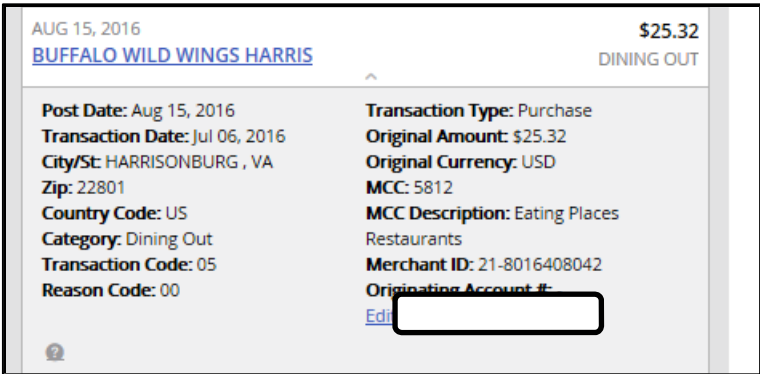 AUG 15, 2016 $25.32
BUFFALO WILD WINGS HARRIS DINING OUT
Post Date: Aug 15, 2016
Transaction Date: Jul 06, 2016
City/St: HARRISONBURG , VA
Zip: 22801
Country Code: US
Category: Dining Out
Transaction Code: 05
Reason Code: 00
Transaction Type: Purchase
Original Amount: $25.32
Original Currency: USD
MCC: 5812
MCC Description: Eating Places
Restaurants
Merchant ID: 21-8016408042
Originating Account #:
Edit
?